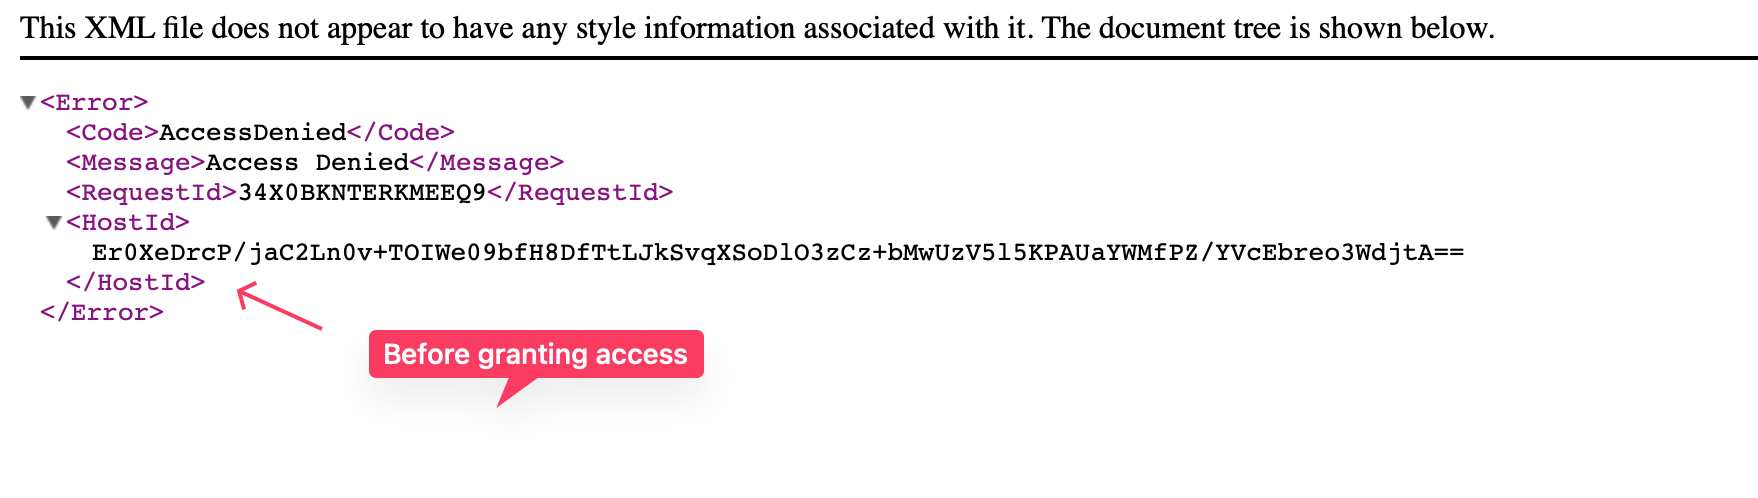 This XML file does not appear to have any style information associated with it. The document tree is shown below.
▼<Error>
<Code>AccessDenied</Code>
<Message>Access Denied</Message>
<RequestId>34X0BKNTERKMEEQ9</RequestId>
▼<HostId>
Er0XeDrcP/jaC2Ln0v+TOIWe09bfH8DfTtLJkSvqXSoDlO3zCz+bMwUzV5l5KPAUaYWMfPZ/YVcEbreo3WdjtA==
</HostId>
</Error>
Before granting access